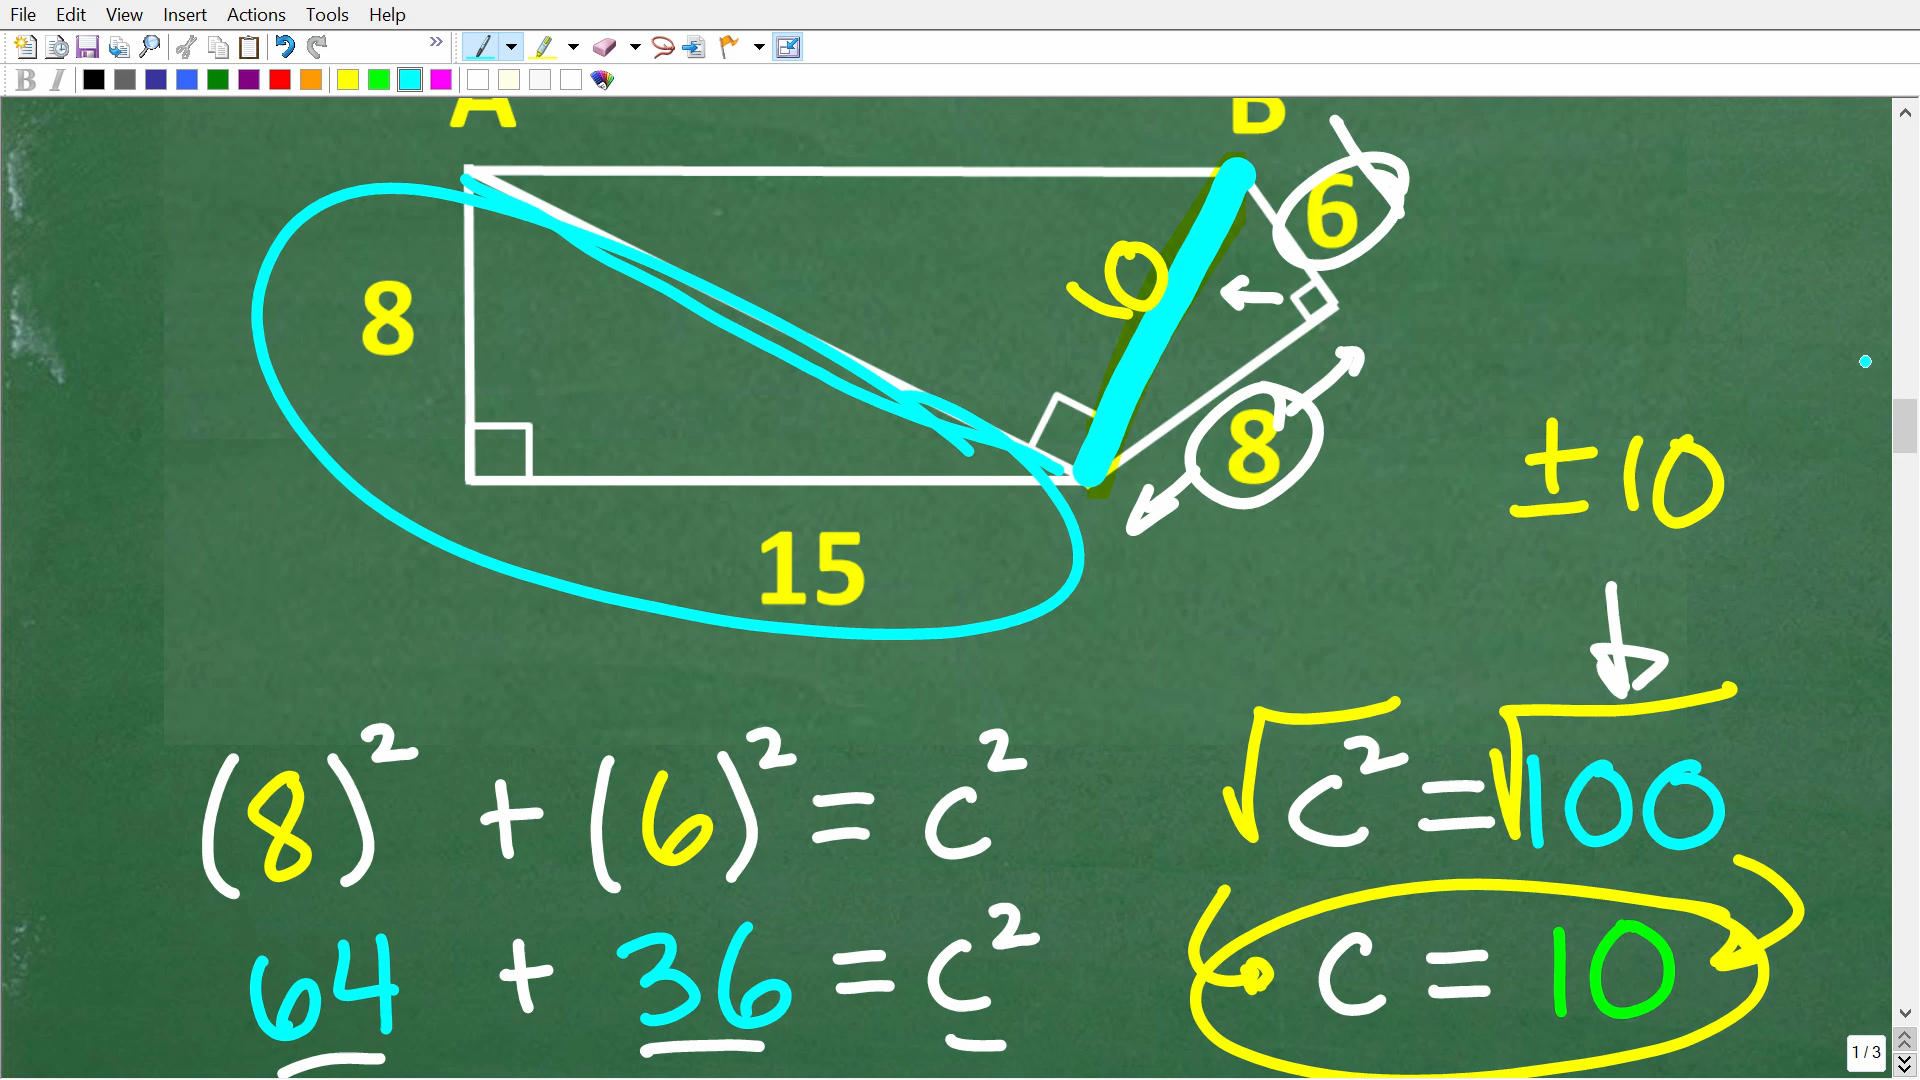 File Edit View Insert Actions Tools Help
B I
A B
6
10
8
8
15
± 10
(8)² + (6)² = c²
√c² = √100
64 + 36 = c²
c = 10
1 / 3